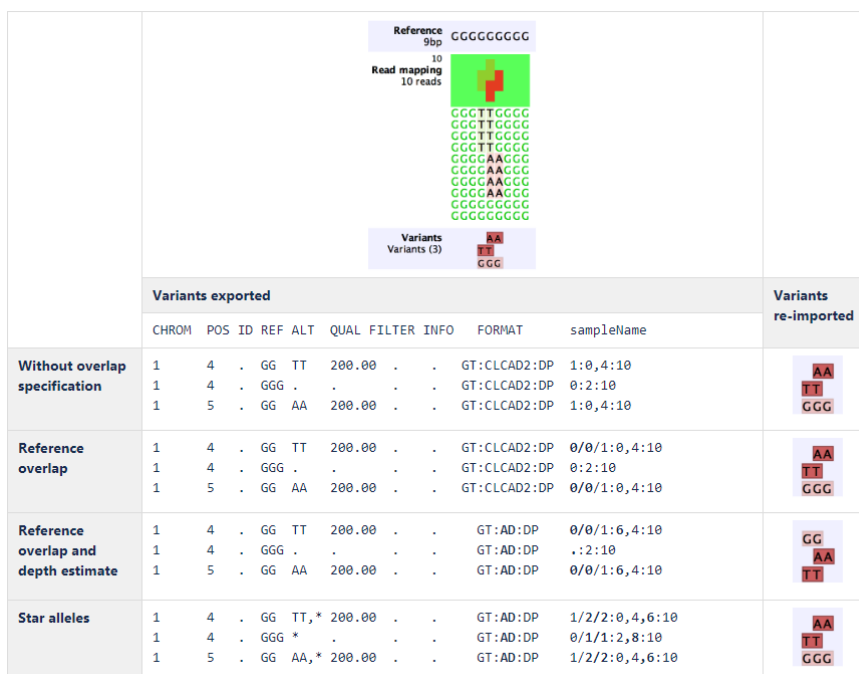 Reference GGGGGGGGG
9bp
10
Read mapping
10 reads
GGGTTGGGG
GGGTTGGGG
GGGTTGGGG
GGGTTGGGG
GGGGAAGGG
GGGGAAGGG
GGGGAAGGG
GGGGAAGGG
GGGGGGGGG
GGGGGGGGG
Variants AA
Variants (3) TT
GGG
Variants exported
Variants
re-imported
CHROM POS ID REF ALT QUAL FILTER INFO FORMAT sampleName
Without overlap
specification
1 4 . GG TT 200.00 . . GT:CLCAD2:DP 1:0,4:10
1 4 . GGG . . . . GT:CLCAD2:DP 0:2:10
1 5 . GG AA 200.00 . . GT:CLCAD2:DP 1:0,4:10
AA
TT
GGG
Reference
overlap
1 4 . GG TT 200.00 . . GT:CLCAD2:DP 0/0/1:0,4:10
1 4 . GGG . . . . GT:CLCAD2:DP 0:2:10
1 5 . GG AA 200.00 . . GT:CLCAD2:DP 0/0/1:0,4:10
AA
TT
GGG
Reference
overlap and
depth estimate
1 4 . GG TT 200.00 . . GT:AD:DP 0/0/1:6,4:10
1 4 . GGG . . . . GT:AD:DP .:2:10
1 5 . GG AA 200.00 . . GT:AD:DP 0/0/1:6,4:10
GG
AA
TT
Star alleles
1 4 . GG TT,* 200.00 . . GT:AD:DP 1/2/2:0,4,6:10
1 4 . GGG * . . . GT:AD:DP 0/1/1:2,8:10
1 5 . GG AA,* 200.00 . . GT:AD:DP 1/2/2:0,4,6:10
AA
TT
GGG